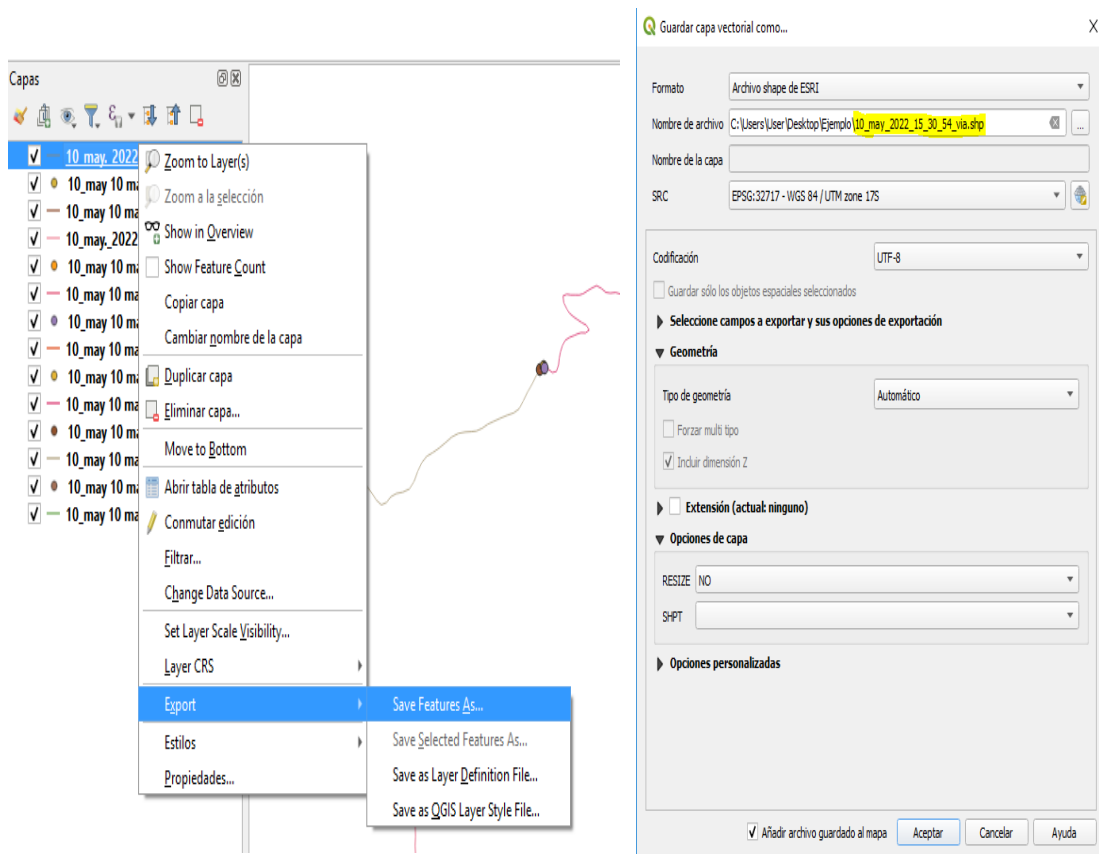 Capas
10 may. 2022
10_may 10 ma
10_may 10 ma
10_may._2022
10_may 10 ma
10_may 10 ma
10_may 10 ma
10_may 10 ma
10_may 10 ma
10_may 10 ma
10_may 10 ma
10_may 10 ma
10_may 10 ma
10_may 10 ma
Zoom to Layer(s)
Zoom a la selección
Show in Overview
Show Feature Count
Copiar capa
Cambiar nombre de la capa
Duplicar capa
Eliminar capa...
Move to Bottom
Abrir tabla de atributos
Conmutar edición
Filtrar...
Change Data Source...
Set Layer Scale Visibility...
Layer CRS
Export
Estilos
Propiedades...
Save Features As...
Save Selected Features As...
Save as Layer Definition File...
Save as QGIS Layer Style File...
Guardar capa vectorial como...
Formato Archivo shape de ESRI
Nombre de archivo C:\Users\User\Desktop\Ejemplo\10_may_2022_15_30_54_via.shp ...
Nombre de la capa
SRC EPSG:32717 - WGS 84 / UTM zone 17S
Codificación UTF-8
Guardar sólo los objetos espaciales seleccionados
Seleccione campos a exportar y sus opciones de exportación
Geometría
Tipo de geometría Automático
Forzar multi tipo
Incluir dimensión Z
Extensión (actual: ninguno)
Opciones de capa
RESIZE NO
SHPT
Opciones personalizadas
Añadir archivo guardado al mapa Aceptar Cancelar Ayuda